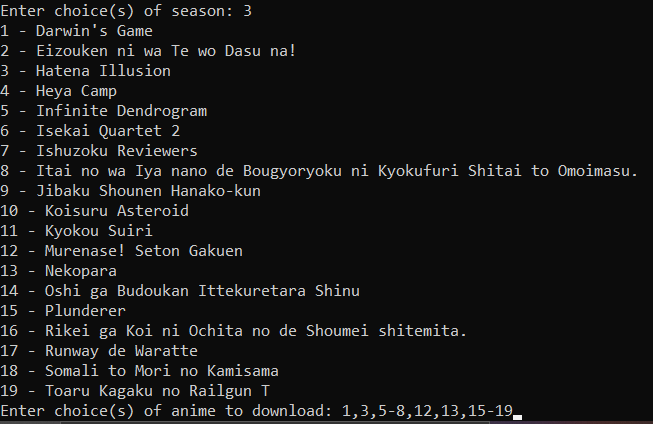 Enter choice(s) of season: 3
1 - Darwin's Game
2 - Eizouken ni wa Te wo Dasu na!
3 - Hatena Illusion
4 - Heya Camp
5 - Infinite Dendrogram
6 - Isekai Quartet 2
7 - Ishuzoku Reviewers
8 - Itai no wa Iya nano de Bougyoryoku ni Kyokufuri Shitai to Omoimasu.
9 - Jibaku Shounen Hanako-kun
10 - Koisuru Asteroid
11 - Kyokou Suiri
12 - Murenase! Seton Gakuen
13 - Nekopara
14 - Oshi ga Budoukan Ittekuretara Shinu
15 - Plunderer
16 - Rikei ga Koi ni Ochita no de Shoumei shitemita.
17 - Runway de Waratte
18 - Somali to Mori no Kamisama
19 - Toaru Kagaku no Railgun T
Enter choice(s) of anime to download: 1,3,5-8,12,13,15-19